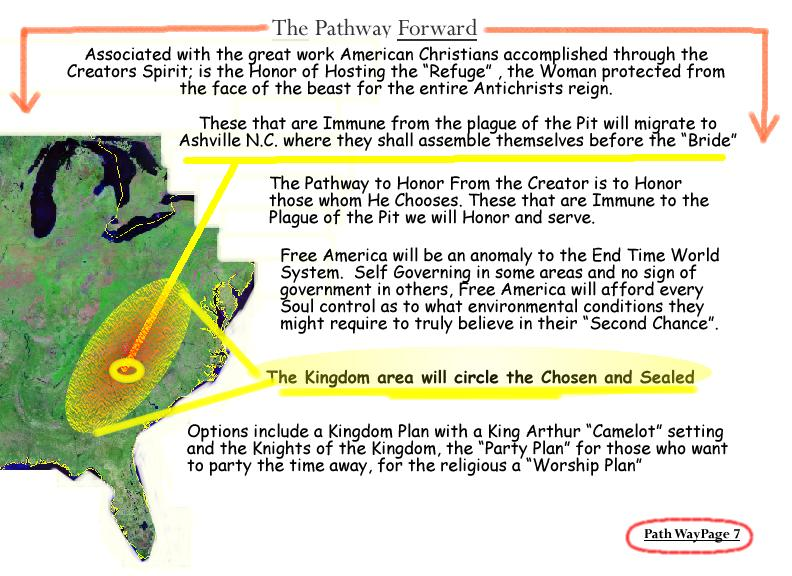 The Pathway Forward
Associated with the great work American Christians accomplished through the
Creators Spirit; is the Honor of Hosting the “Refuge” , the Woman protected from
the face of the beast for the entire Antichrists reign.
These that are Immune from the plague of the Pit will migrate to
Ashville N.C. where they shall assemble themselves before the “Bride”
The Pathway to Honor From the Creator is to Honor
those whom He Chooses. These that are Immune to the
Plague of the Pit we will Honor and serve.
Free America will be an anomaly to the End Time World
System.  Self Governing in some areas and no sign of
government in others, Free America will afford every
Soul control as to what environmental conditions they
might require to truly believe in their “Second Chance”.
The Kingdom area will circle the Chosen and Sealed
Options include a Kingdom Plan with a King Arthur “Camelot” setting
and the Knights of the Kingdom, the “Party Plan” for those who want
to party the time away, for the religious a “Worship Plan”
Path WayPage 7